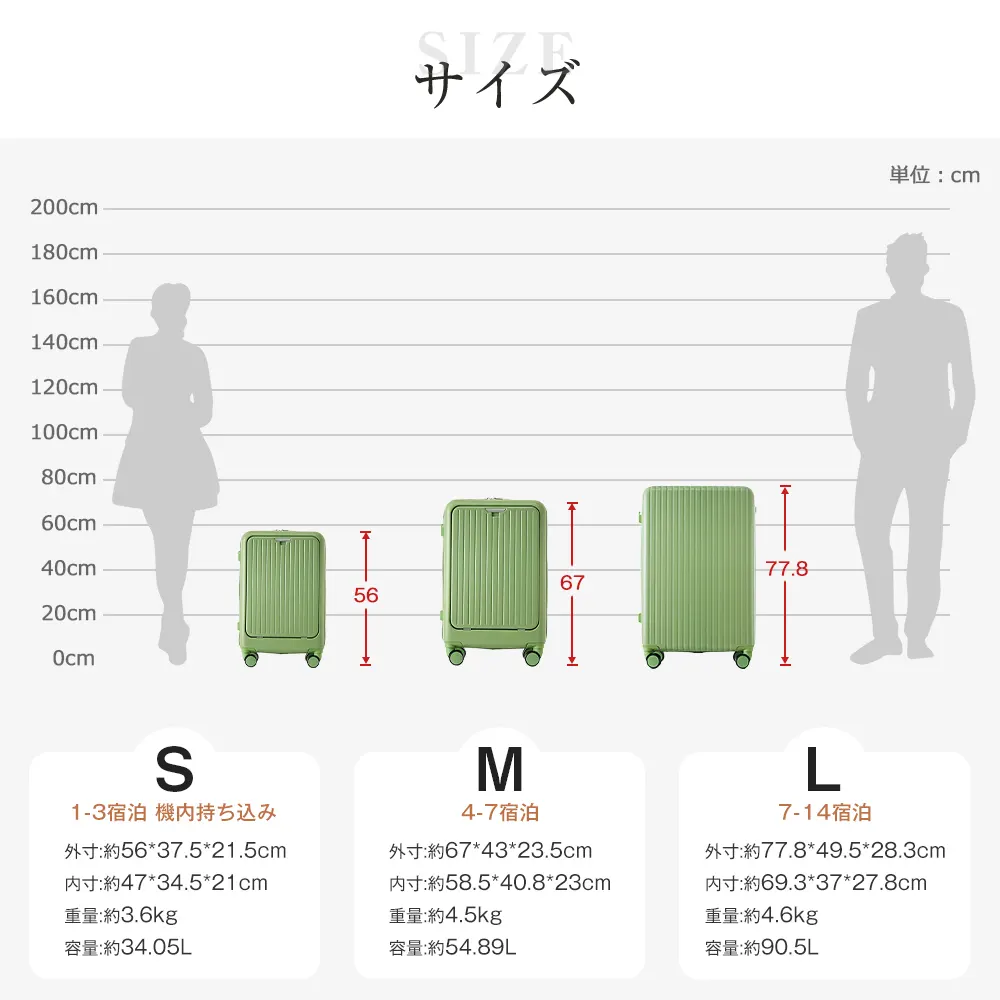 SIZE
サイズ
単位：cm
200cm
180cm
160cm
140cm
120cm
100cm
80cm
60cm
40cm
20cm
0cm
56
67
77.8
S
1-3宿泊 機内持ち込み
外寸:約56*37.5*21.5cm
内寸:約47*34.5*21cm
重量:約3.6kg
容量:約34.05L
M
4-7宿泊
外寸:約67*43*23.5cm
内寸:約58.5*40.8*23cm
重量:約4.5kg
容量:約54.89L
L
7-14宿泊
外寸:約77.8*49.5*28.3cm
内寸:約69.3*37*27.8cm
重量:約4.6kg
容量:約90.5L